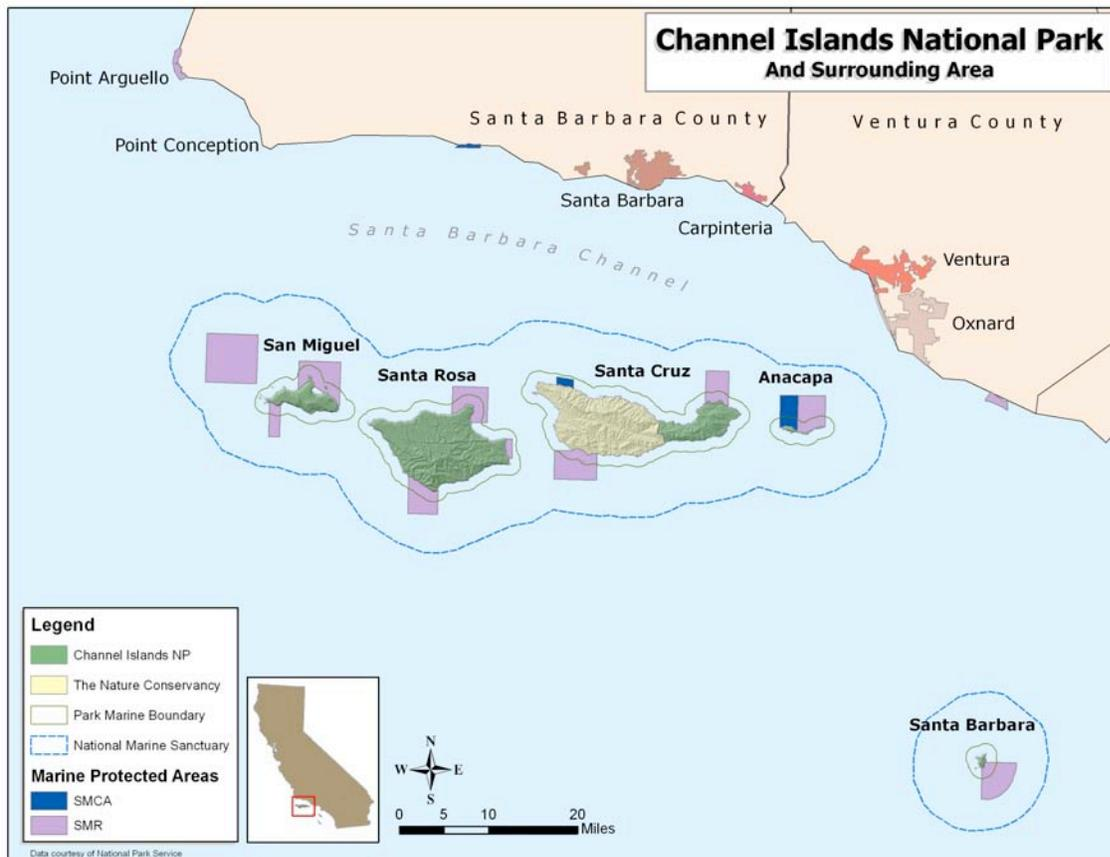 Channel Islands National Park
And Surrounding Area
Point Arguello
Santa Barbara County
Ventura County
Point Conception
Santa Barbara
Carpinteria
Santa Barbara Channel
Ventura
Oxnard
San Miguel
Santa Rosa
Santa Cruz
Anacapa
Santa Barbara
Legend
Channel Islands NP
The Nature Conservancy
Park Marine Boundary
National Marine Sanctuary
Marine Protected Areas
SMCA
SMR
N
W E
S
0 5 10 20
Miles
Data courtesy of National Park Service